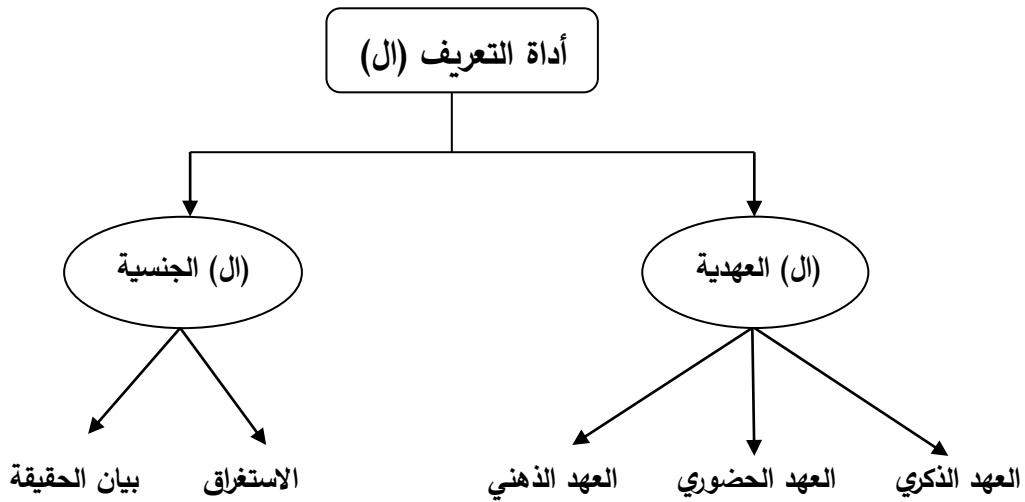 أداة التعريف (ال)
(ال) العهدية
(ال) الجنسية
العهد الذكري
العهد الحضوري
العهد الذهني
الاستغراق
بيان الحقيقة